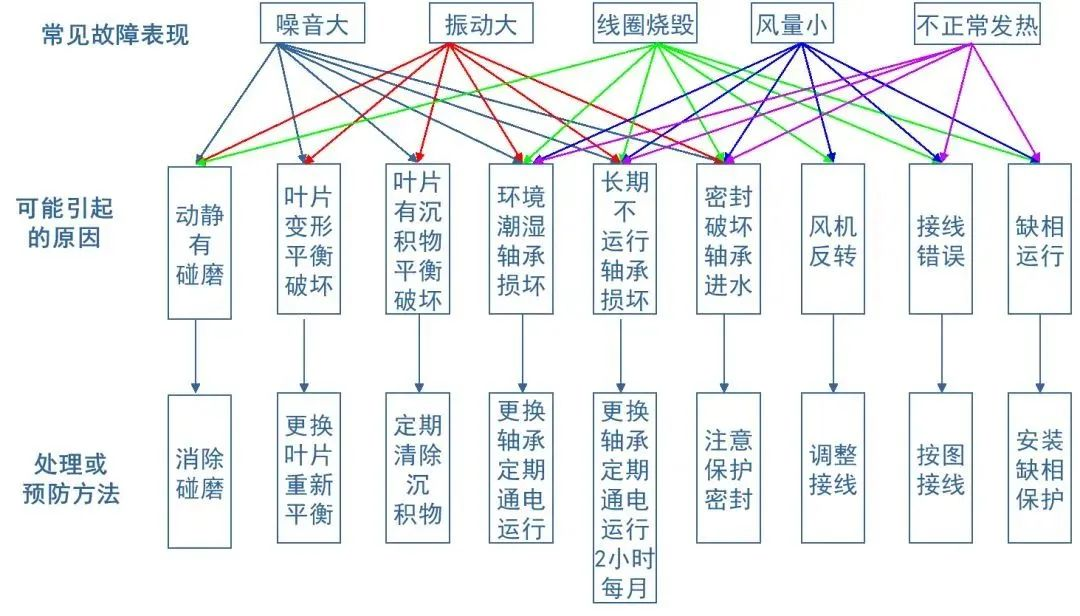 常见故障表现
噪音大
振动大
线圈烧毁
风量小
不正常发热
可能引起
的原因
动静
有
碰磨
叶片
变形
平衡
破坏
叶片
有沉
积物
平衡
破坏
环境
潮湿
轴承
损坏
长期
不
运行
轴承
损坏
密封
破坏
轴承
进水
风机
反转
接线
错误
缺相
运行
处理或
预防方法
消除
碰磨
更换
叶片
重新
平衡
定期
清除
沉
积物
更换
轴承
定期
通电
运行
更换
轴承
定期
通电
运行
2小时
每月
注意
保护
密封
调整
接线
按图
接线
安装
缺相
保护